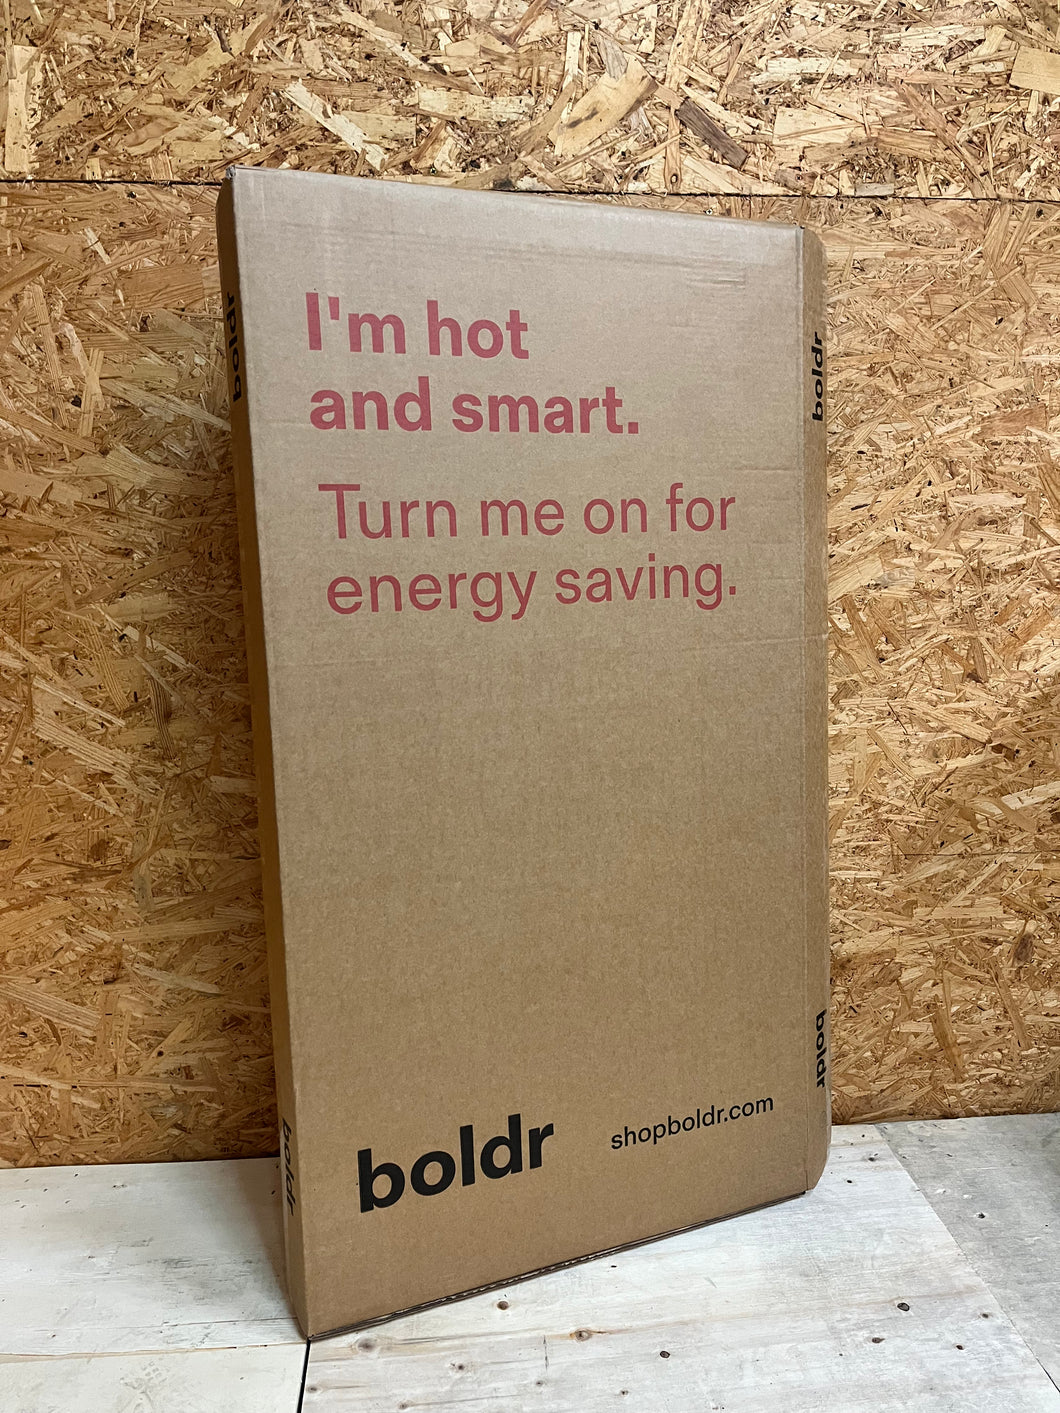 I'm hot
and smart.
Turn me on for
energy saving.
boldr
shopboldr.com
boldr
boldr
boldr
boldr